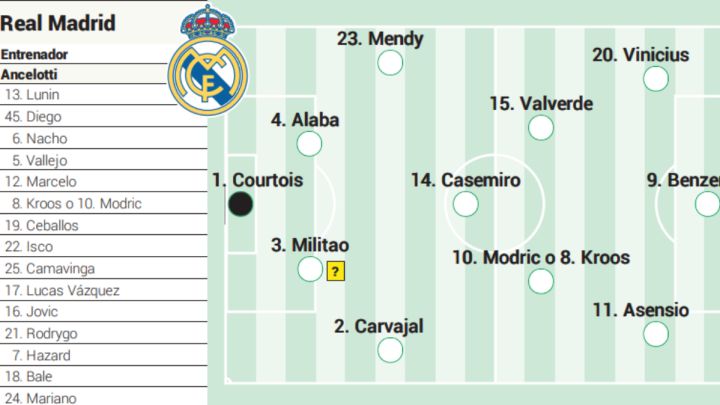 Real Madrid
Entrenador
Ancelotti
13. Lunin
45. Diego
6. Nacho
5. Vallejo
12. Marcelo
8. Kroos o 10. Modric
19. Ceballos
22. Isco
25. Camavinga
17. Lucas Vázquez
16. Jovic
21. Rodrygo
7. Hazard
18. Bale
24. Mariano
23. Mendy
20. Vinicius
15. Valverde
4. Alaba
1. Courtois
14. Casemiro
9. Benze
3. Militao
?
10. Modric o 8. Kroos
11. Asensio
2. Carvajal